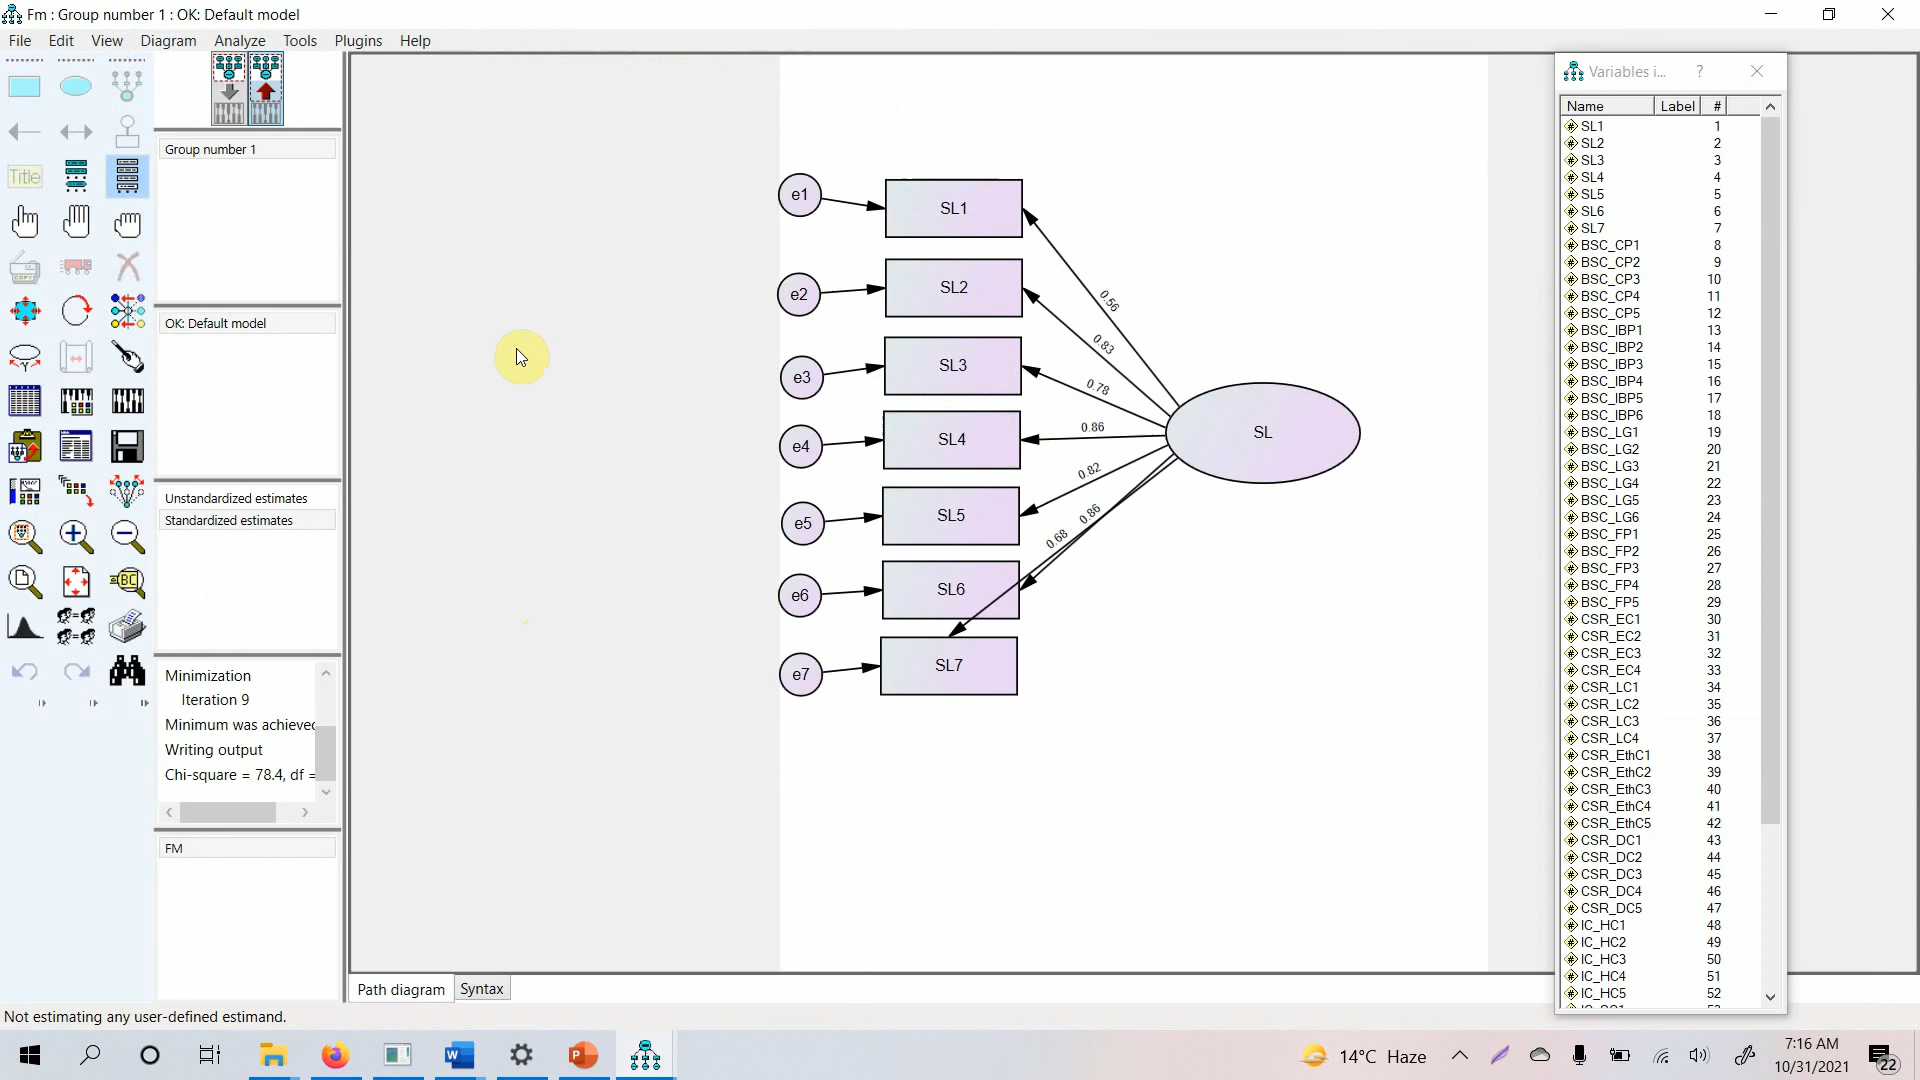 Fm : Group number 1 : OK: Default model
File Edit View Diagram Analyze Tools Plugins Help
Title
Group number 1
OK: Default model
Unstandardized estimates
Standardized estimates
Minimization
Iteration 9
Minimum was achieved
Writing output
Chi-square = 78.4, df =
FM
e1 SL1
e2 SL2
e3 SL3
e4 SL4
e5 SL5
e6 SL6
e7 SL7
0.56
0.83
0.78
0.86
0.82
0.86
0.68
SL
Path diagram Syntax
Variables i... ?
Name Label #
SL1 1
SL2 2
SL3 3
SL4 4
SL5 5
SL6 6
SL7 7
BSC_CP1 8
BSC_CP2 9
BSC_CP3 10
BSC_CP4 11
BSC_CP5 12
BSC_IBP1 13
BSC_IBP2 14
BSC_IBP3 15
BSC_IBP4 16
BSC_IBP5 17
BSC_IBP6 18
BSC_LG1 19
BSC_LG2 20
BSC_LG3 21
BSC_LG4 22
BSC_LG5 23
BSC_LG6 24
BSC_FP1 25
BSC_FP2 26
BSC_FP3 27
BSC_FP4 28
BSC_FP5 29
CSR_EC1 30
CSR_EC2 31
CSR_EC3 32
CSR_EC4 33
CSR_LC1 34
CSR_LC2 35
CSR_LC3 36
CSR_LC4 37
CSR_EthC1 38
CSR_EthC2 39
CSR_EthC3 40
CSR_EthC4 41
CSR_EthC5 42
CSR_DC1 43
CSR_DC2 44
CSR_DC3 45
CSR_DC4 46
CSR_DC5 47
IC_HC1 48
IC_HC2 49
IC_HC3 50
IC_HC4 51
IC_HC5 52
Not estimating any user-defined estimand.
14°C Haze
7:16 AM
10/31/2021
22